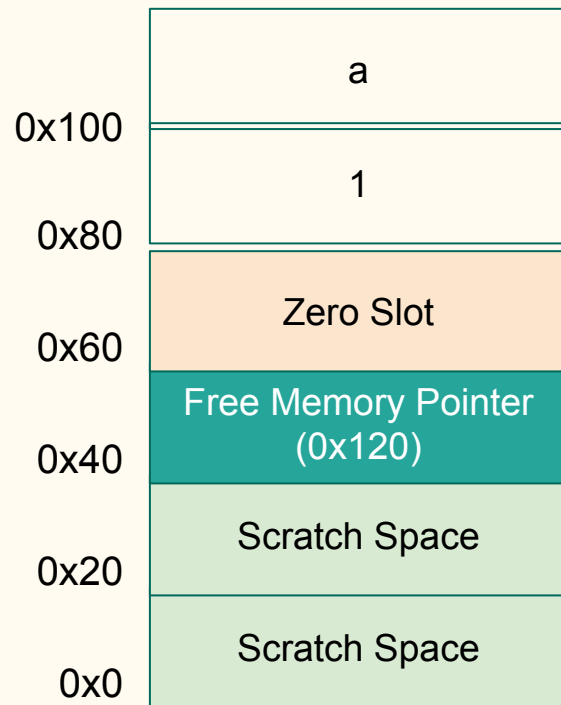 a
0x100
1
0x80
Zero Slot
0x60
Free Memory Pointer
(0x120)
0x40
Scratch Space
0x20
Scratch Space
0x0